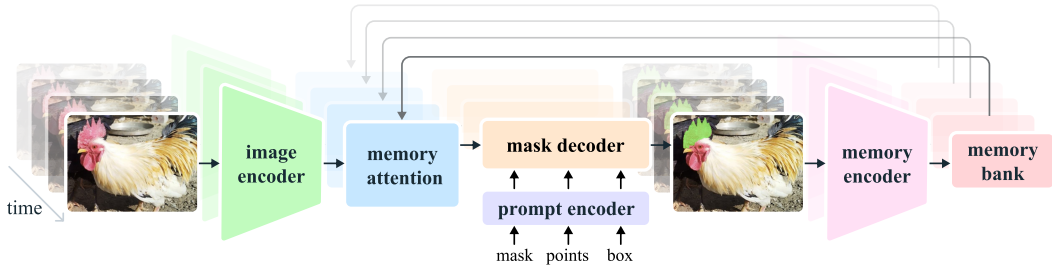 time
image
encoder
memory
attention
mask decoder
prompt encoder
mask points box
memory
encoder
memory
bank